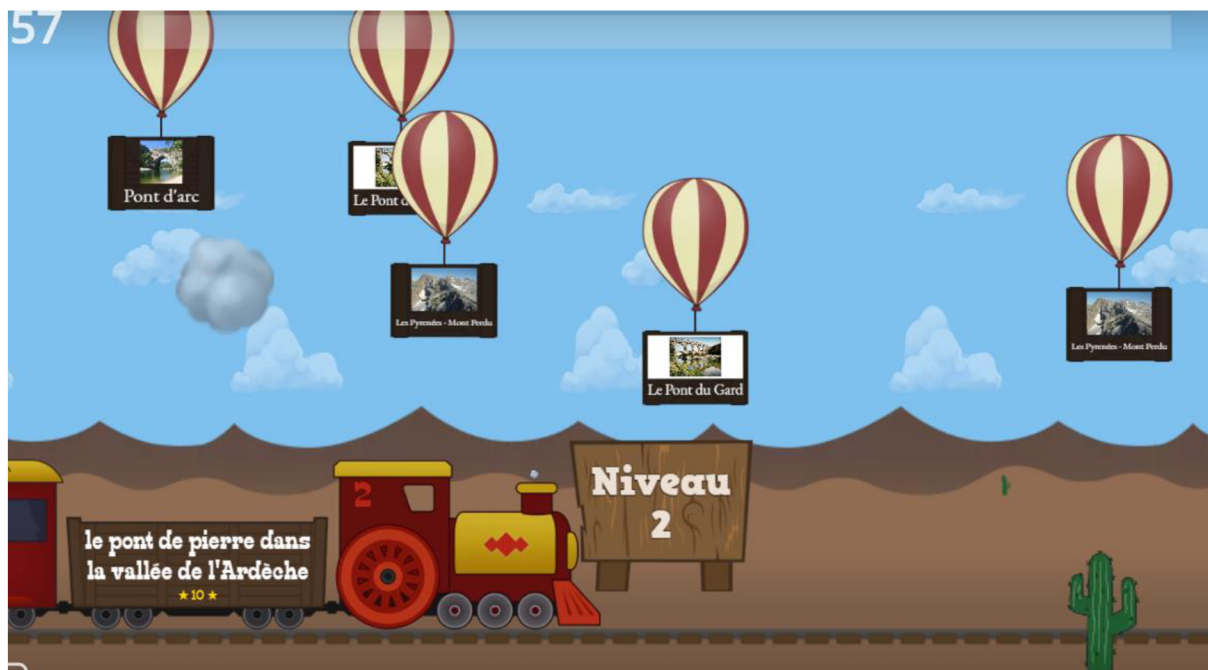 57
Pont d'arc
Le Pont
Les Pyrenées - Mont Perdu
Le Pont du Gard
Les Pyrenées - Mont Perdu
Niveau
2
2
le pont de pierre dans
la vallée de l'Ardèche
★ 10 ★